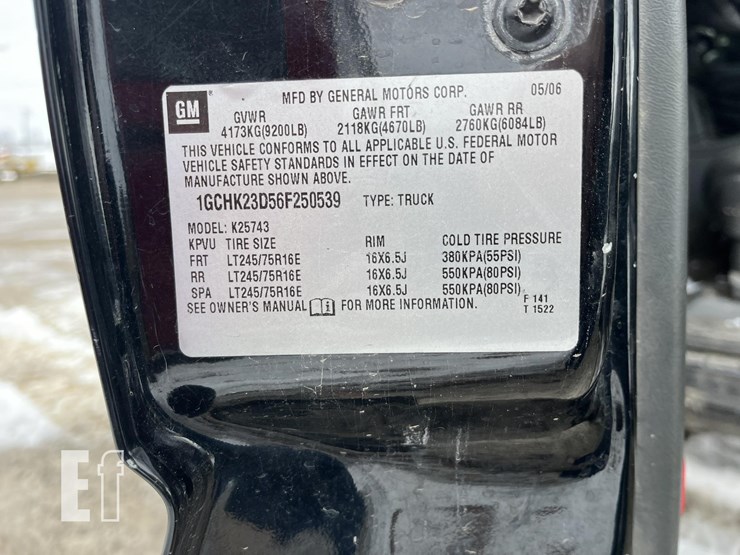 GM
MFD BY GENERAL MOTORS CORP. 05/06
GVWR GAWR FRT GAWR RR
4173KG(9200LB) 2118KG(4670LB) 2760KG(6084LB)
THIS VEHICLE CONFORMS TO ALL APPLICABLE U.S. FEDERAL MOTOR
VEHICLE SAFETY STANDARDS IN EFFECT ON THE DATE OF
MANUFACTURE SHOWN ABOVE.
1GCHK23D56F250539 TYPE: TRUCK
MODEL: K25743
KPVU TIRE SIZE RIM COLD TIRE PRESSURE
FRT LT245/75R16E 16X6.5J 380KPA(55PSI)
RR LT245/75R16E 16X6.5J 550KPA(80PSI)
SPA LT245/75R16E 16X6.5J 550KPA(80PSI)
SEE OWNER'S MANUAL FOR MORE INFORMATION. F 141
T 1522
Ef